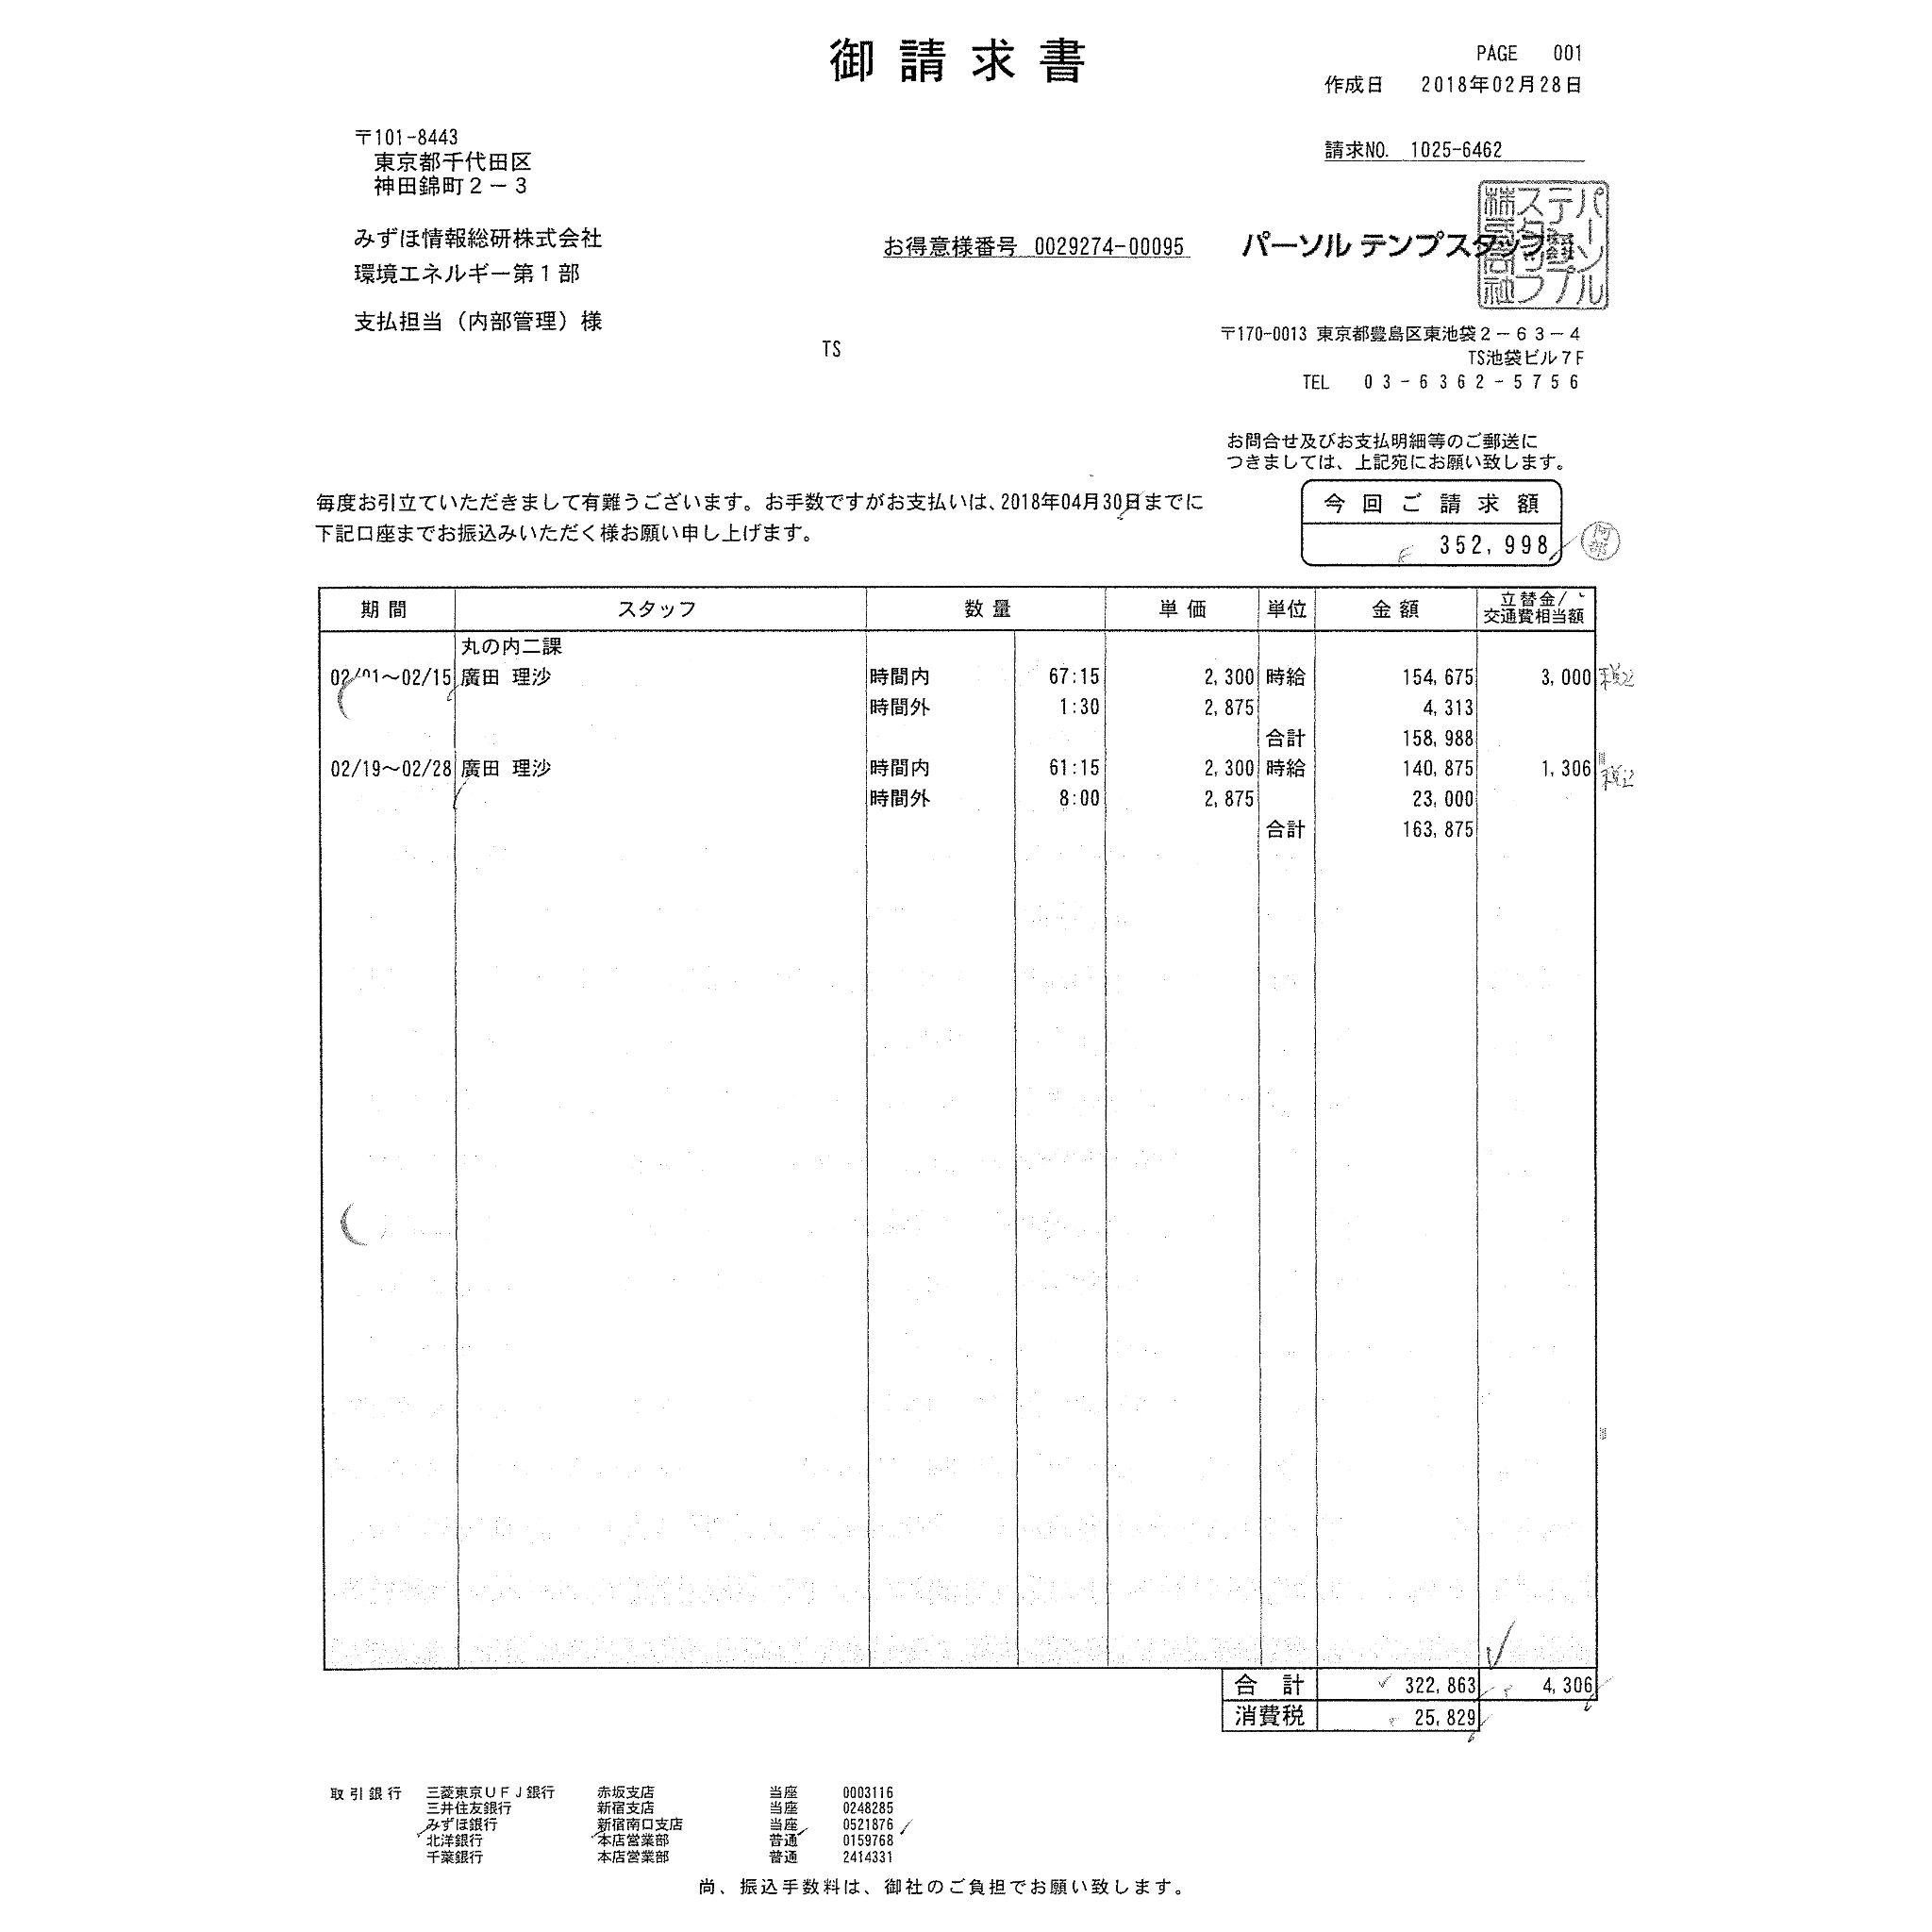 御請求書
PAGE 001
作成日 2018年02月28日
〒101-8443
東京都千代田区
神田錦町2－3
請求NO. 1025-6462
みずほ情報総研株式会社
環境エネルギー第1部
支払担当（内部管理）様
お得意様番号 0029274-00095
パーソル テンプスタッフ
TS
〒170-0013 東京都豊島区東池袋2－63－4
TS池袋ビル7F
TEL 03-6362-5756
お問合せ及びお支払明細等のご郵送に
つきましては、上記宛にお願い致します。
毎度お引立ていただきまして有難うございます。お手数ですがお支払いは、2018年04月30日までに
下記口座までお振込みいただく様お願い申し上げます。
今回ご請求額
352,998
阿部
期間 スタッフ 数量 単価 単位 金額 立替金/交通費相当額
丸の内二課
02/01～02/15 廣田 理沙 時間内 67:15 2,300 時給 154,675 3,000 税込
時間外 1:30 2,875 4,313
合計 158,988
02/19～02/28 廣田 理沙 時間内 61:15 2,300 時給 140,875 1,306 税込
時間外 8:00 2,875 23,000
合計 163,875
合計 322,863 4,306
消費税 25,829
取引銀行 三菱東京UFJ銀行 赤坂支店 当座 0003116
三井住友銀行 新宿支店 当座 0248285
みずほ銀行 新宿南口支店 当座 0521876
北洋銀行 本店営業部 普通 0159768
千葉銀行 本店営業部 普通 2414331
尚、振込手数料は、御社のご負担でお願い致します。